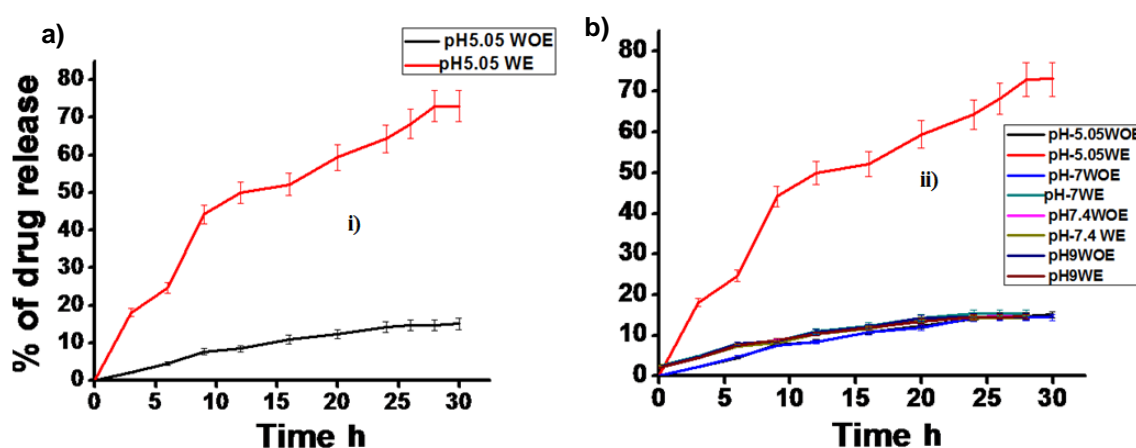 a)
pH5.05 WOE
pH5.05 WE
% of drug release
80
70
60
50
40
30
20
10
0
i)
0 5 10 15 20 25 30
Time h
b)
80
70
60
50
40
30
20
10
0
ii)
pH-5.05WOE
pH-5.05WE
pH-7WOE
pH-7WE
pH7.4WOE
pH-7.4 WE
pH9WOE
pH9WE
0 5 10 15 20 25 30
Time h